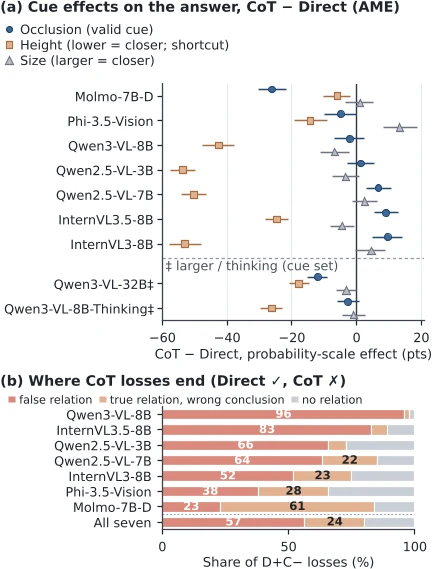 (a) Cue effects on the answer, CoT − Direct (AME)
Occlusion (valid cue)
Height (lower = closer; shortcut)
Size (larger = closer)
Molmo-7B-D
Phi-3.5-Vision
Qwen3-VL-8B
Qwen2.5-VL-3B
Qwen2.5-VL-7B
InternVL3.5-8B
InternVL3-8B
‡ larger / thinking (cue set)
Qwen3-VL-32B‡
Qwen3-VL-8B-Thinking‡
−60 −40 −20 0 20
CoT − Direct, probability-scale effect (pts)
(b) Where CoT losses end (Direct ✓, CoT ✗)
false relation true relation, wrong conclusion no relation
Qwen3-VL-8B 96
InternVL3.5-8B 83
Qwen2.5-VL-3B 66
Qwen2.5-VL-7B 64 22
InternVL3-8B 52 23
Phi-3.5-Vision 38 28
Molmo-7B-D 23 61
All seven 57 24
0 50 100
Share of D+C− losses (%)